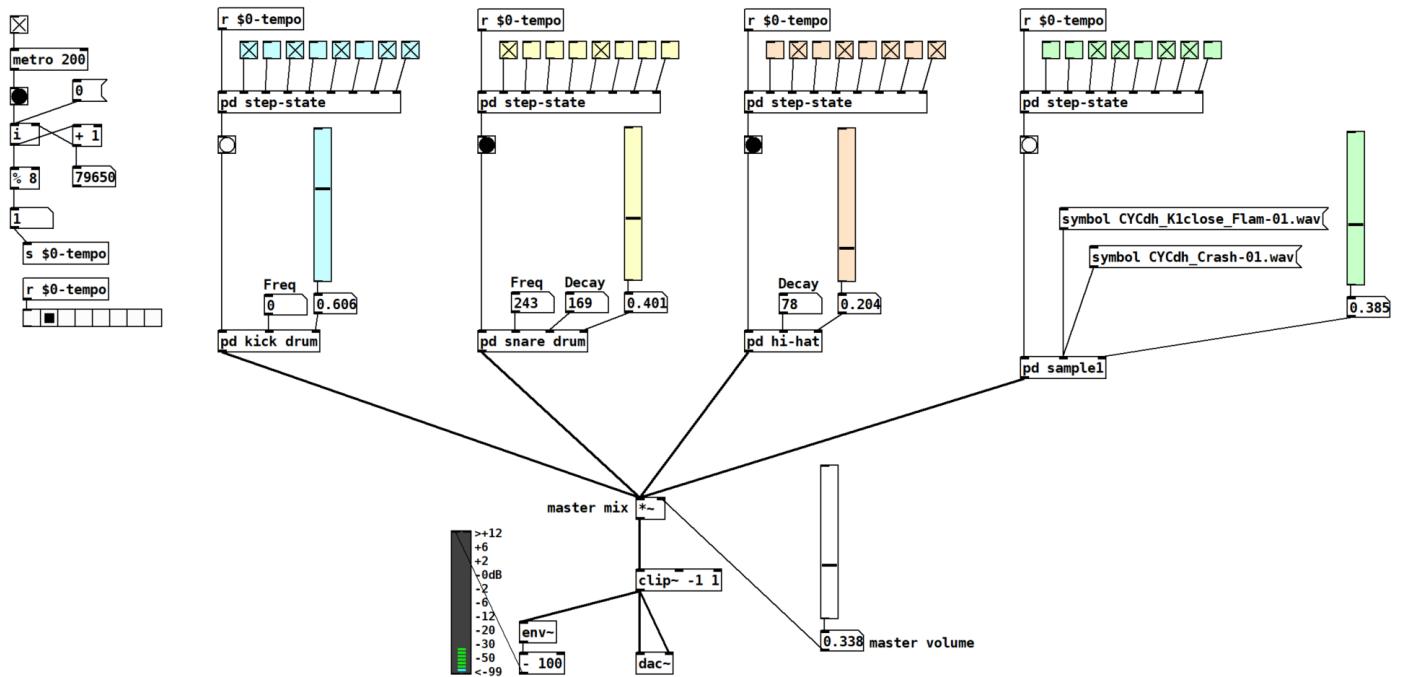 metro 200
0
i
+ 1
% 8
79650
1
s $0-tempo
r $0-tempo
r $0-tempo
pd step-state
Freq
0
0.606
pd kick drum
r $0-tempo
pd step-state
Freq
Decay
243
169
0.401
pd snare drum
r $0-tempo
pd step-state
Decay
78
0.204
pd hi-hat
r $0-tempo
pd step-state
symbol CYCdh_K1close_Flam-01.wav
symbol CYCdh_Crash-01.wav
0.385
pd sample1
master mix
*~
clip~ -1 1
>+12
+6
+2
-0dB
-2
-6
-12
-20
-30
-50
<-99
env~
- 100
dac~
0.338
master volume